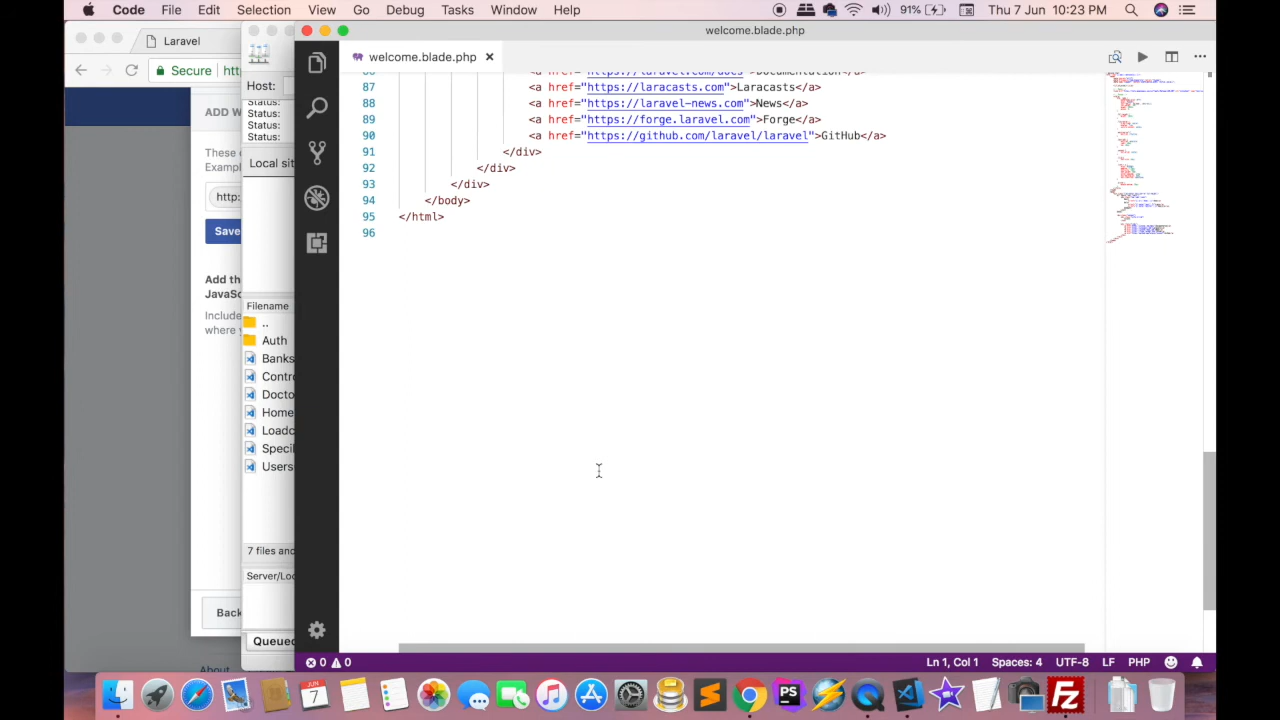 Code File Edit Selection View Go Debug Tasks Window Help 91% Thu 7 Jun 10:23 PM
welcome.blade.php
Laravel
welcome.blade.php
Secure
Host:
ADD
Status:
Status:
Status:
Status:
These
Examp
Local sit
http:
Save
Add th
JavaSc
Include
where
Filename
..
Auth
Banks
Contro
Docto
Home
Loadc
Speci
Users
7 files and
Server/Loc
Back
Queued
About
87 <a href="https://laracasts.com">Laracasts</a>
88 <a href="https://laravel-news.com">News</a>
89 <a href="https://forge.laravel.com">Forge</a>
90 <a href="https://github.com/laravel/laravel">GitHub</a>
91 </div>
92 </div>
93 </div>
94
95 </html>
96
0 0 Ln 1, Col 1 Spaces: 4 UTF-8 LF PHP
JUN
7
PS
Fz